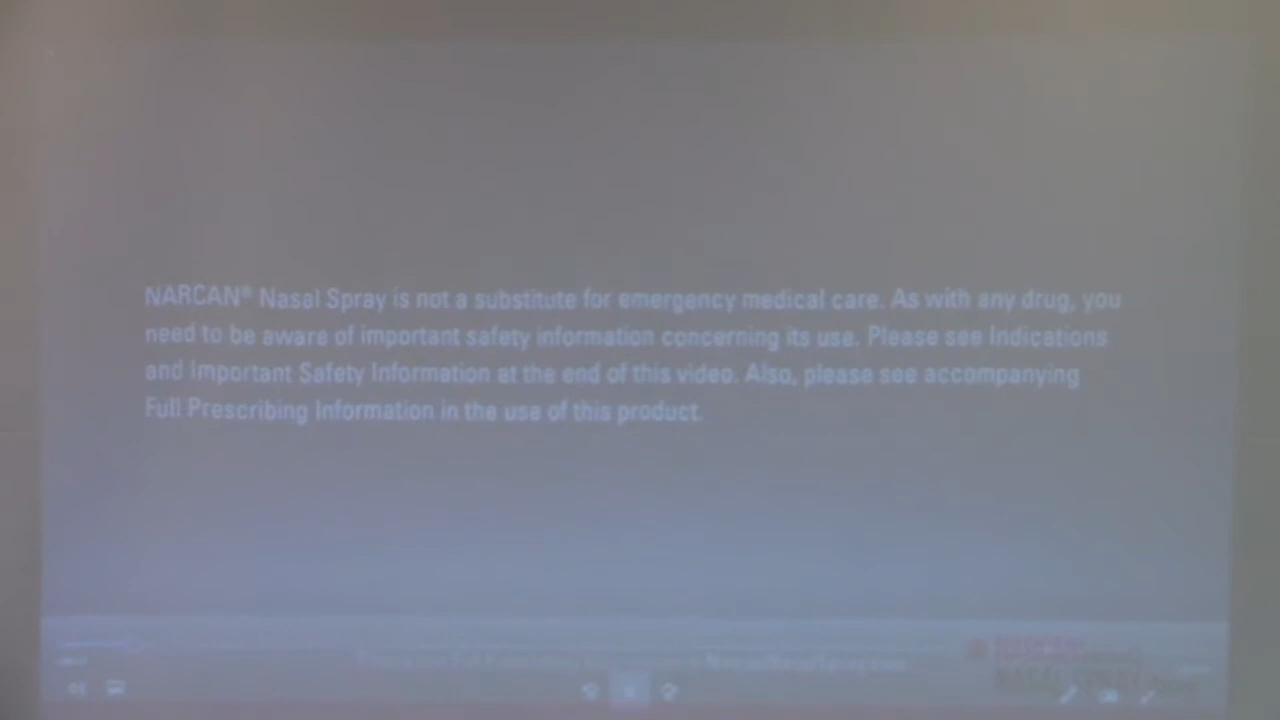 NARCAN® Nasal Spray is not a substitute for emergency medical care. As with any drug, you
need to be aware of important safety information concerning its use. Please see Indications
and Important Safety Information at the end of this video. Also, please see accompanying
Full Prescribing Information in the use of this product.
NASAL SPRAY